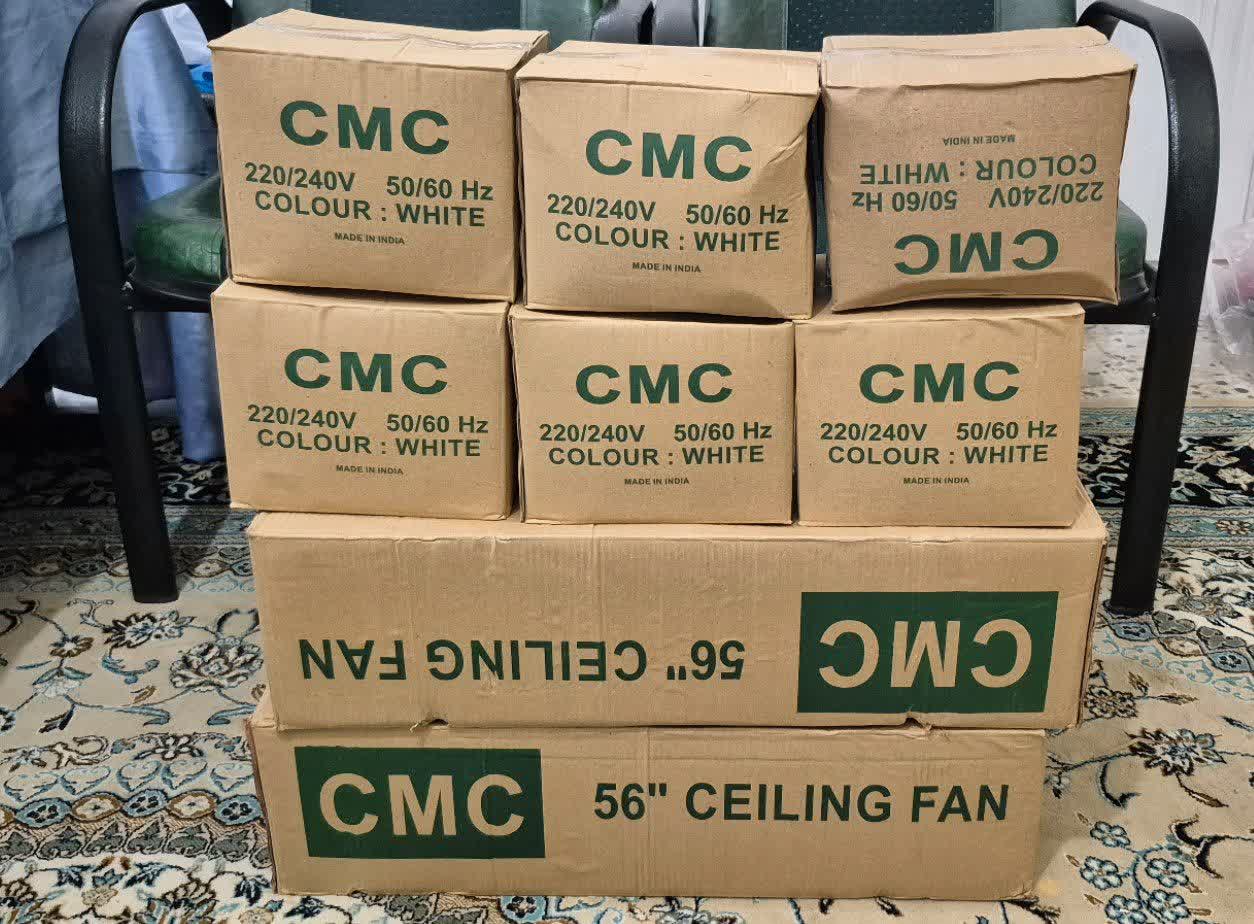 CMC
220/240V 50/60 Hz
COLOUR : WHITE
MADE IN INDIA
CMC
220/240V 50/60 Hz
COLOUR : WHITE
MADE IN INDIA
CMC
220/240V 50/60 Hz
COLOUR : WHITE
MADE IN INDIA
CMC
220/240V 50/60 Hz
COLOUR : WHITE
MADE IN INDIA
CMC
220/240V 50/60 Hz
COLOUR : WHITE
MADE IN INDIA
CMC
220/240V 50/60 Hz
COLOUR : WHITE
MADE IN INDIA
CMC 56" CEILING FAN
CMC 56" CEILING FAN